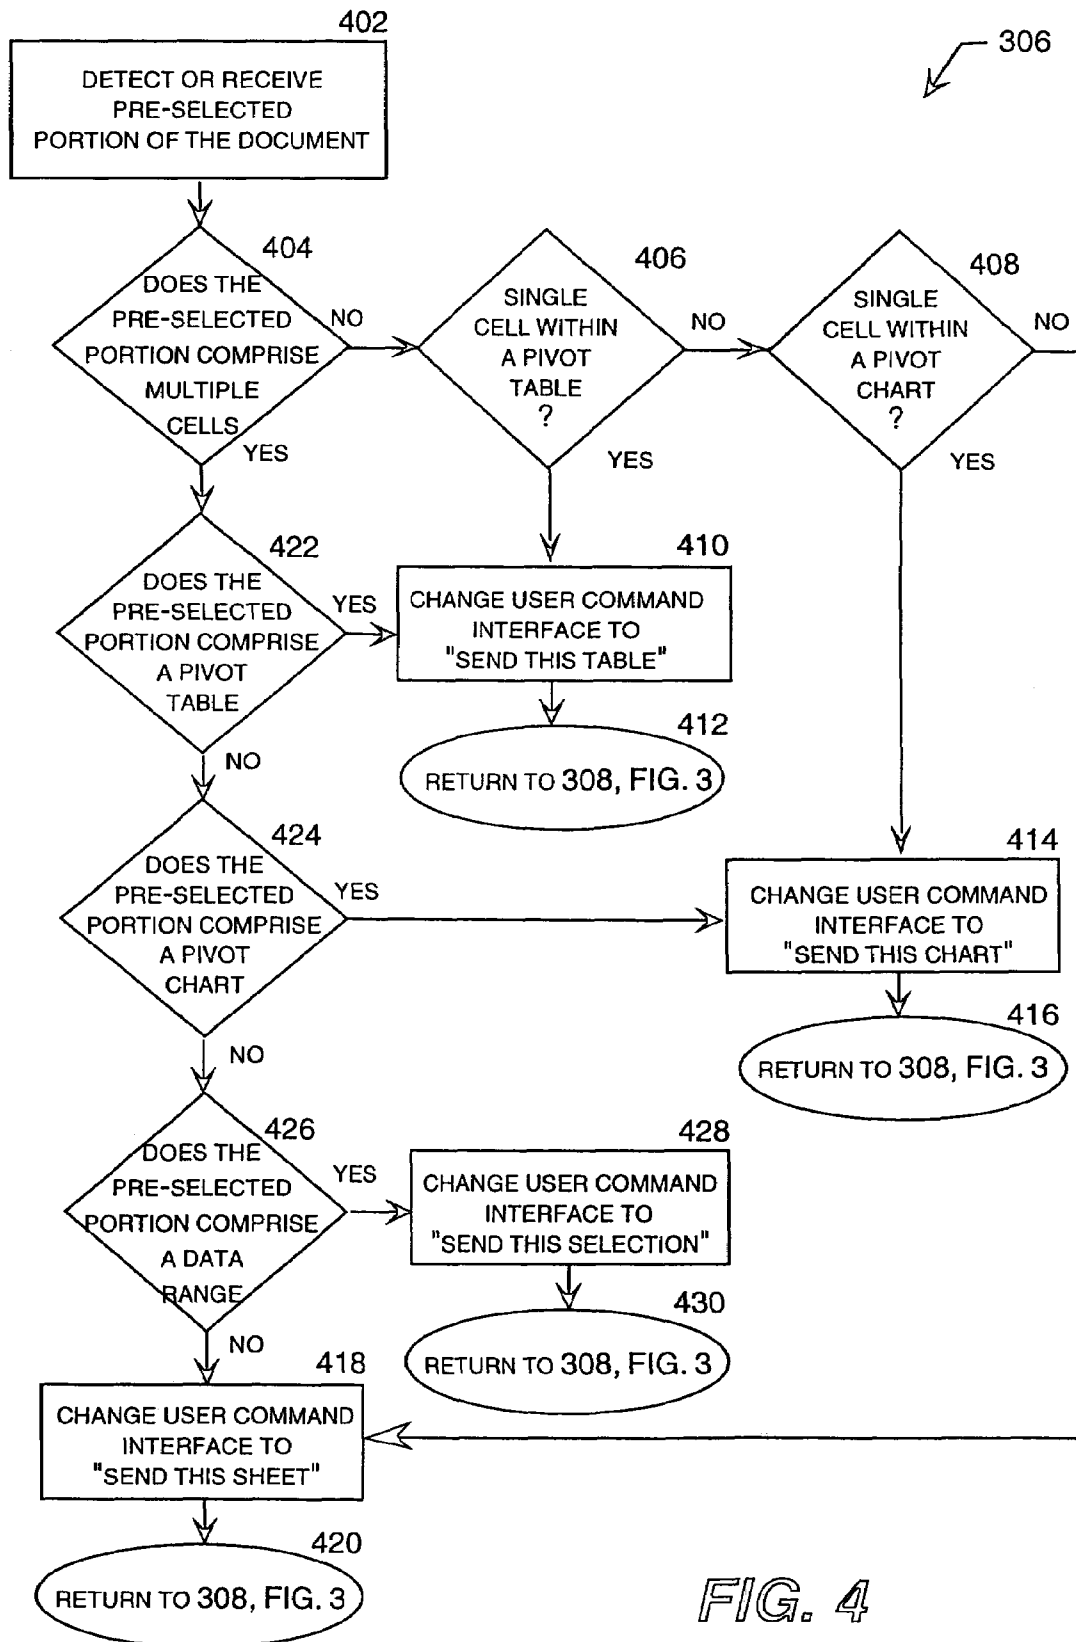 402
306
DETECT OR RECEIVE
PRE-SELECTED
PORTION OF THE DOCUMENT
404
DOES THE
PRE-SELECTED
PORTION COMPRISE
MULTIPLE
CELLS
NO
YES
406
SINGLE
CELL WITHIN
A PIVOT
TABLE
?
NO
YES
408
SINGLE
CELL WITHIN
A PIVOT
CHART
?
NO
YES
422
DOES THE
PRE-SELECTED
PORTION COMPRISE
A PIVOT
TABLE
YES
NO
410
CHANGE USER COMMAND
INTERFACE TO
"SEND THIS TABLE"
412
RETURN TO 308, FIG. 3
424
DOES THE
PRE-SELECTED
PORTION COMPRISE
A PIVOT
CHART
YES
NO
414
CHANGE USER COMMAND
INTERFACE TO
"SEND THIS CHART"
416
RETURN TO 308, FIG. 3
426
DOES THE
PRE-SELECTED
PORTION COMPRISE
A DATA
RANGE
YES
NO
428
CHANGE USER COMMAND
INTERFACE TO
"SEND THIS SELECTION"
430
RETURN TO 308, FIG. 3
418
CHANGE USER COMMAND
INTERFACE TO
"SEND THIS SHEET"
420
RETURN TO 308, FIG. 3
FIG. 4